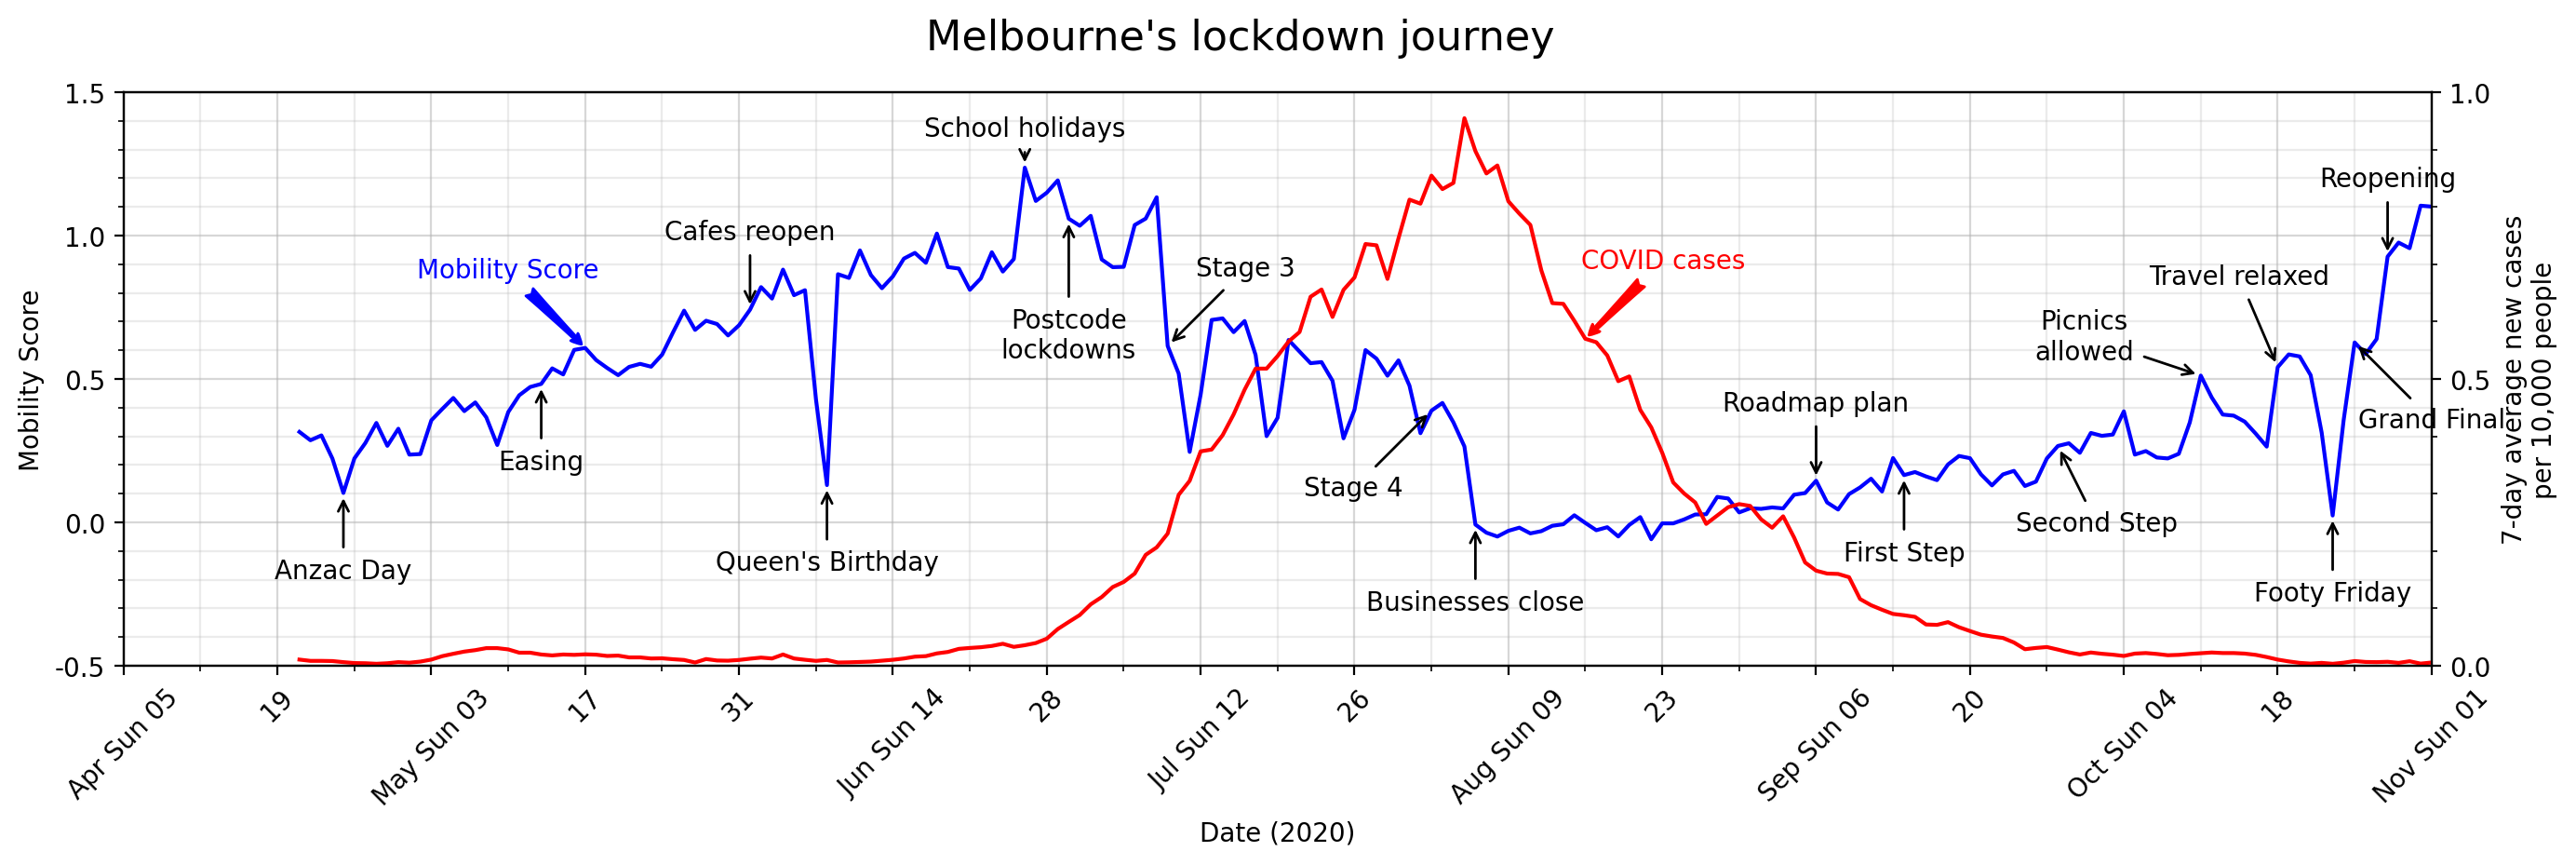 Melbourne's lockdown journey
1.5
1.0
0.5
0.0
-0.5
Mobility Score
1.0
0.5
0.0
7-day average new cases
per 10,000 people
School holidays
Reopening
Cafes reopen
Mobility Score
Stage 3
COVID cases
Travel relaxed
Postcode
lockdowns
Picnics
allowed
Roadmap plan
Grand Final
Easing
Stage 4
Second Step
First Step
Queen's Birthday
Anzac Day
Businesses close
Footy Friday
Apr Sun 05
19
May Sun 03
17
31
Jun Sun 14
28
Jul Sun 12
26
Aug Sun 09
23
Sep Sun 06
20
Oct Sun 04
18
Nov Sun 01
Date (2020)